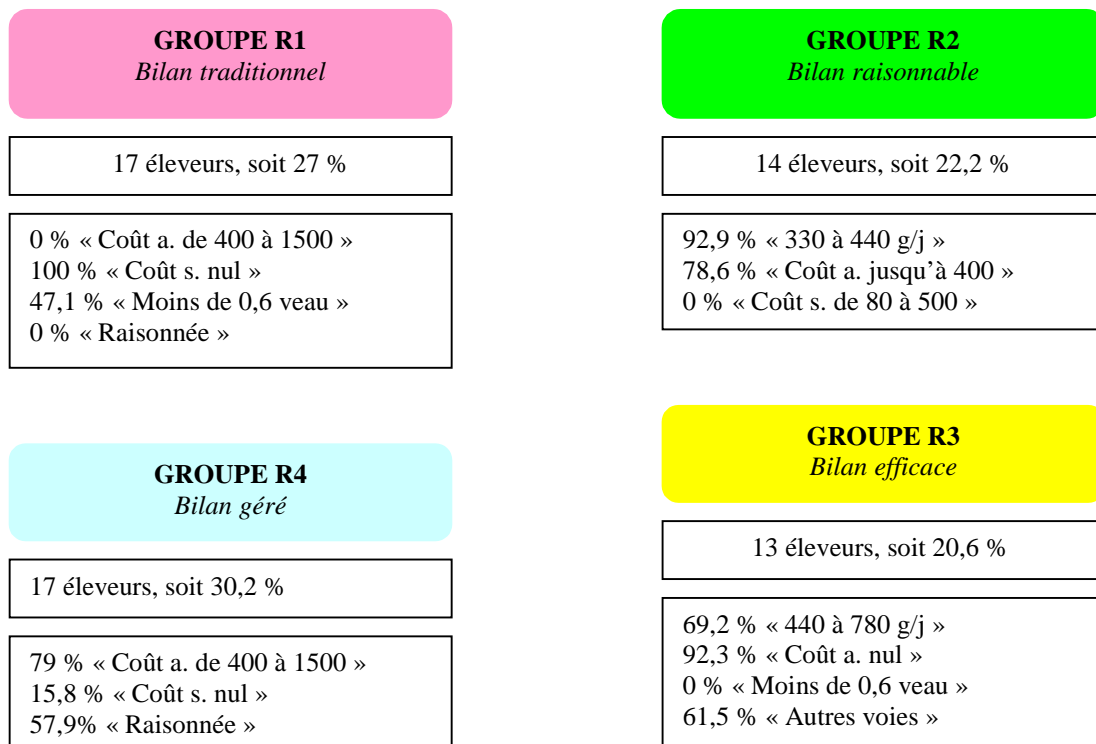 GROUPE R1
Bilan traditionnel
17 éleveurs, soit 27 %
0 % « Coût a. de 400 à 1500 »
100 % « Coût s. nul »
47,1 % « Moins de 0,6 veau »
0 % « Raisonnée »
GROUPE R2
Bilan raisonnable
14 éleveurs, soit 22,2 %
92,9 % « 330 à 440 g/j »
78,6 % « Coût a. jusqu’à 400 »
0 % « Coût s. de 80 à 500 »
GROUPE R4
Bilan géré
17 éleveurs, soit 30,2 %
79 % « Coût a. de 400 à 1500 »
15,8 % « Coût s. nul »
57,9% « Raisonnée »
GROUPE R3
Bilan efficace
13 éleveurs, soit 20,6 %
69,2 % « 440 à 780 g/j »
92,3 % « Coût a. nul »
0 % « Moins de 0,6 veau »
61,5 % « Autres voies »